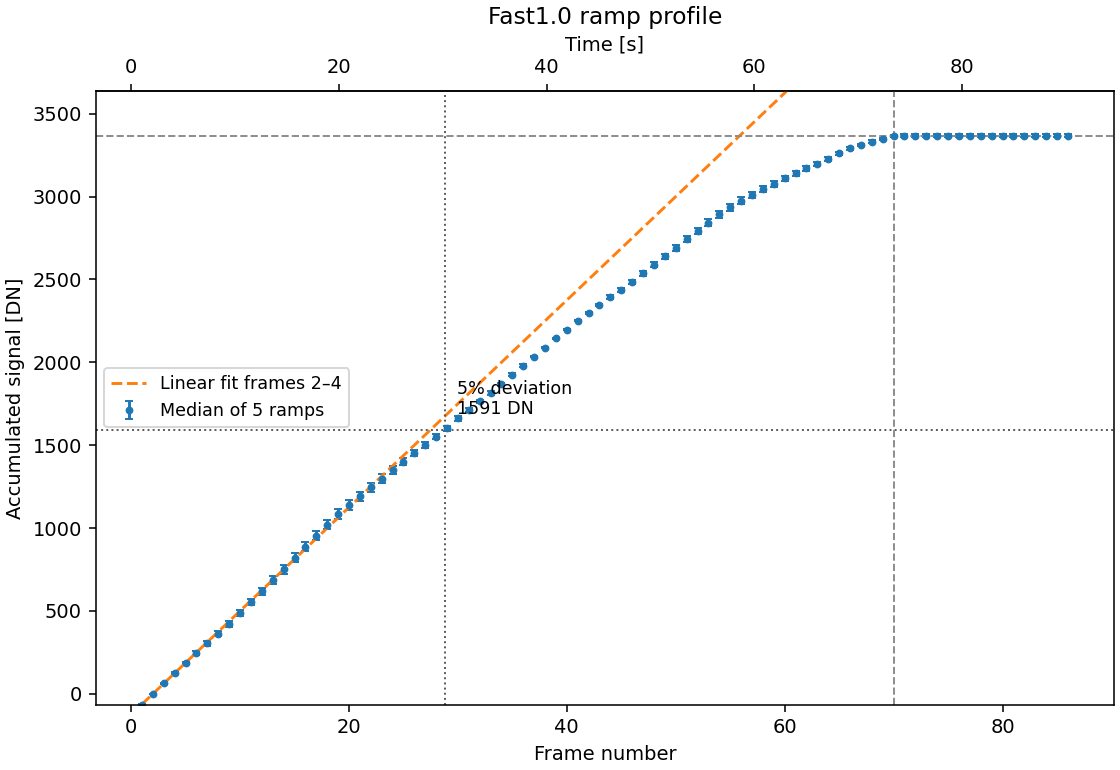 Fast1.0 ramp profile
Time [s]
0 20 40 60 80
3500
3000
2500
2000
1500
1000
500
0
Accumulated signal [DN]
Linear fit frames 2–4
Median of 5 ramps
5% deviation
1591 DN
0 20 40 60 80
Frame number